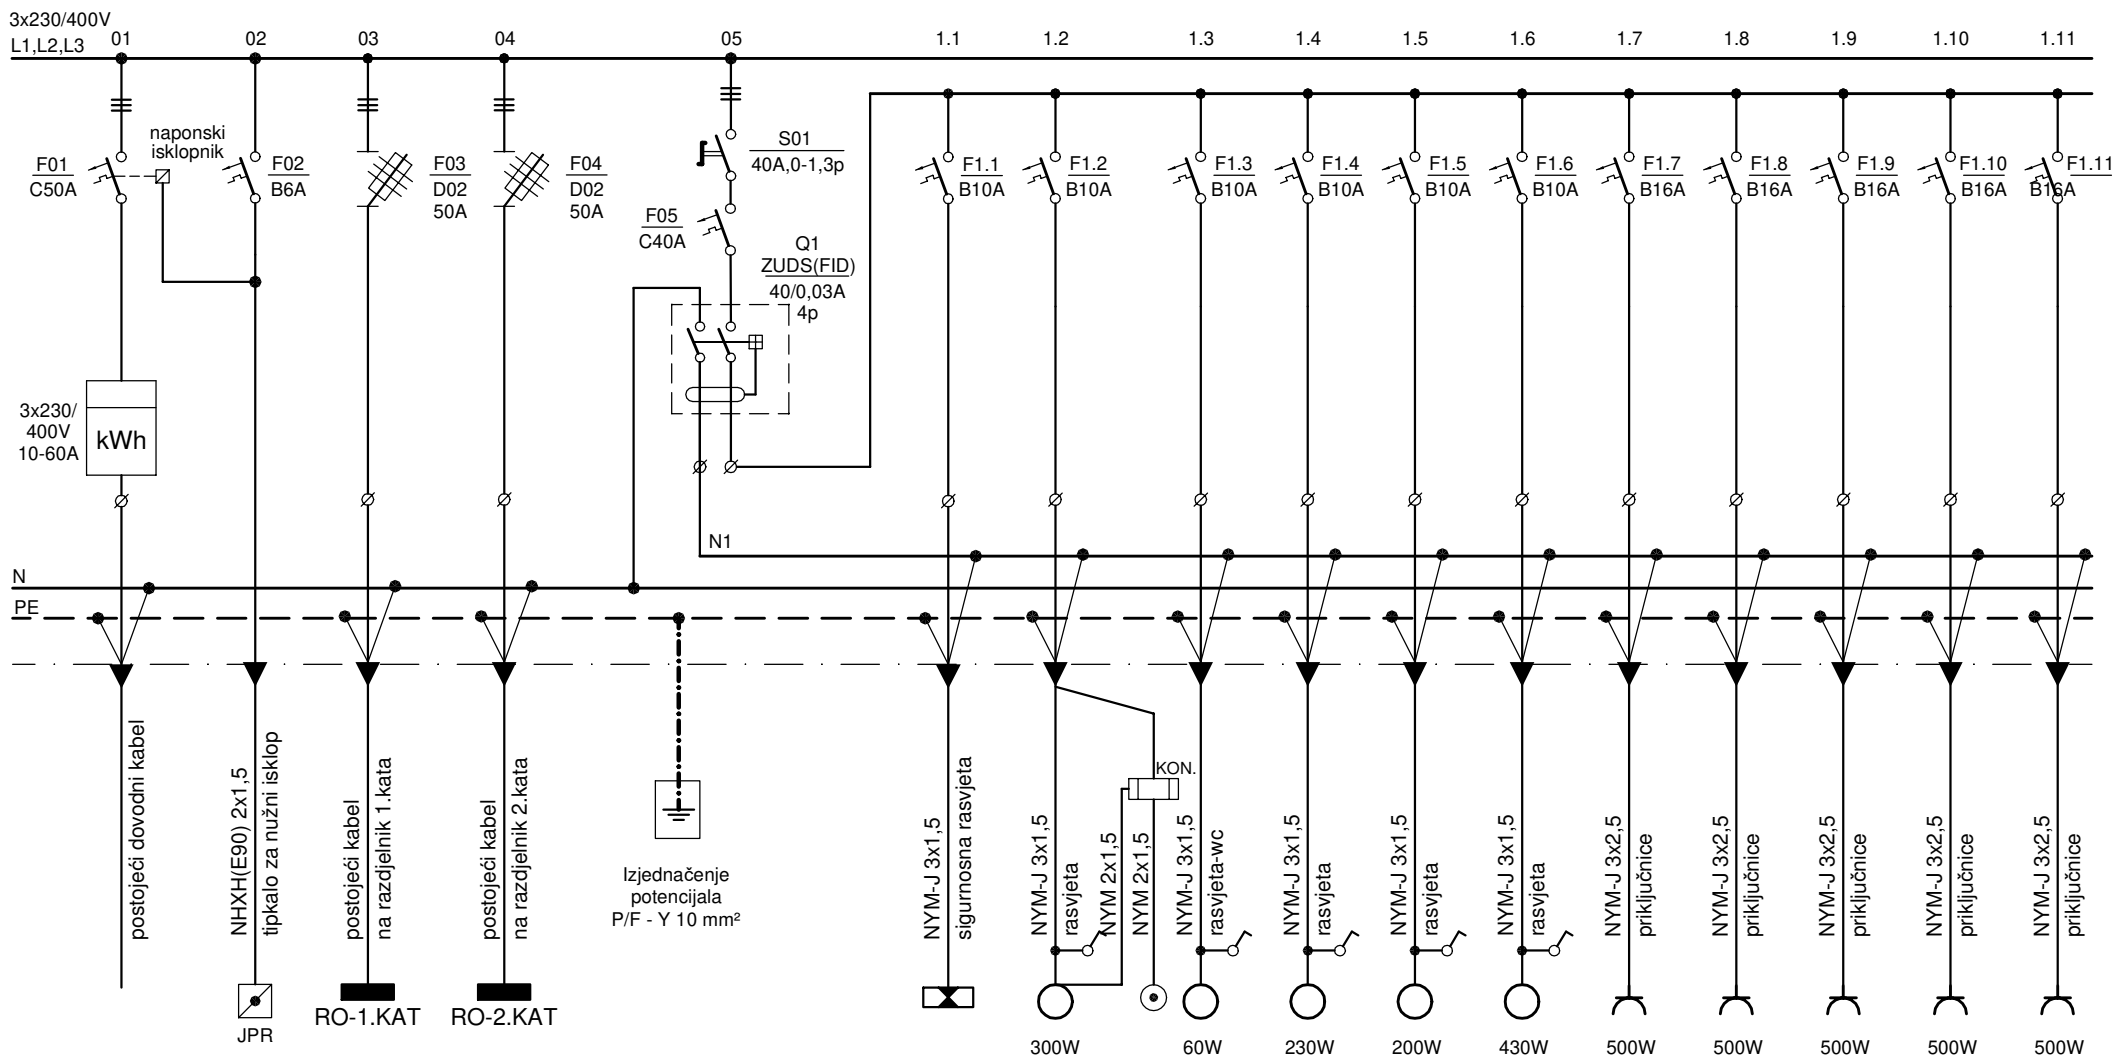 3x230/400V
L1,L2,L3
01
02
03
04
05
1.1
1.2
1.3
1.4
1.5
1.6
1.7
1.8
1.9
1.10
1.11
naponski
isklopnik
F01
C50A
F02
B6A
F03
D02
50A
F04
D02
50A
S01
40A,0-1,3p
F05
C40A
Q1
ZUDS(FID)
40/0,03A
4p
F1.1
B10A
F1.2
B10A
F1.3
B10A
F1.4
B10A
F1.5
B10A
F1.6
B10A
F1.7
B16A
F1.8
B16A
F1.9
B16A
F1.10
B16A
F1.11
B16A
3x230/
400V
10-60A
kWh
N1
N
PE
postojeći dovodni kabel
NHXH(E90) 2x1,5
tipkalo za nužni isklop
postojeći kabel
na razdjelnik 1.kata
postojeći kabel
na razdjelnik 2.kata
Izjednačenje
potencijala
P/F - Y 10 mm²
NYM-J 3x1,5
sigurnosna rasvjeta
NYM-J 3x1,5
rasvjeta
NYM 2x1,5
KON.
NYM 2x1,5
NYM-J 3x1,5
rasvjeta-wc
NYM-J 3x1,5
rasvjeta
NYM-J 3x1,5
rasvjeta
NYM-J 3x1,5
rasvjeta
NYM-J 3x2,5
priključnice
NYM-J 3x2,5
priključnice
NYM-J 3x2,5
priključnice
NYM-J 3x2,5
priključnice
NYM-J 3x2,5
priključnice
JPR
RO-1.KAT
RO-2.KAT
300W
60W
230W
200W
430W
500W
500W
500W
500W
500W